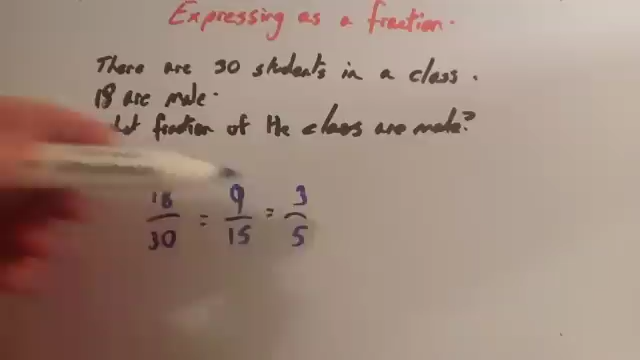 Expressing as a fraction.
There are 30 students in a class.
18 are male.
fraction of the class are male?
18/30 = 9/15 = 3/5